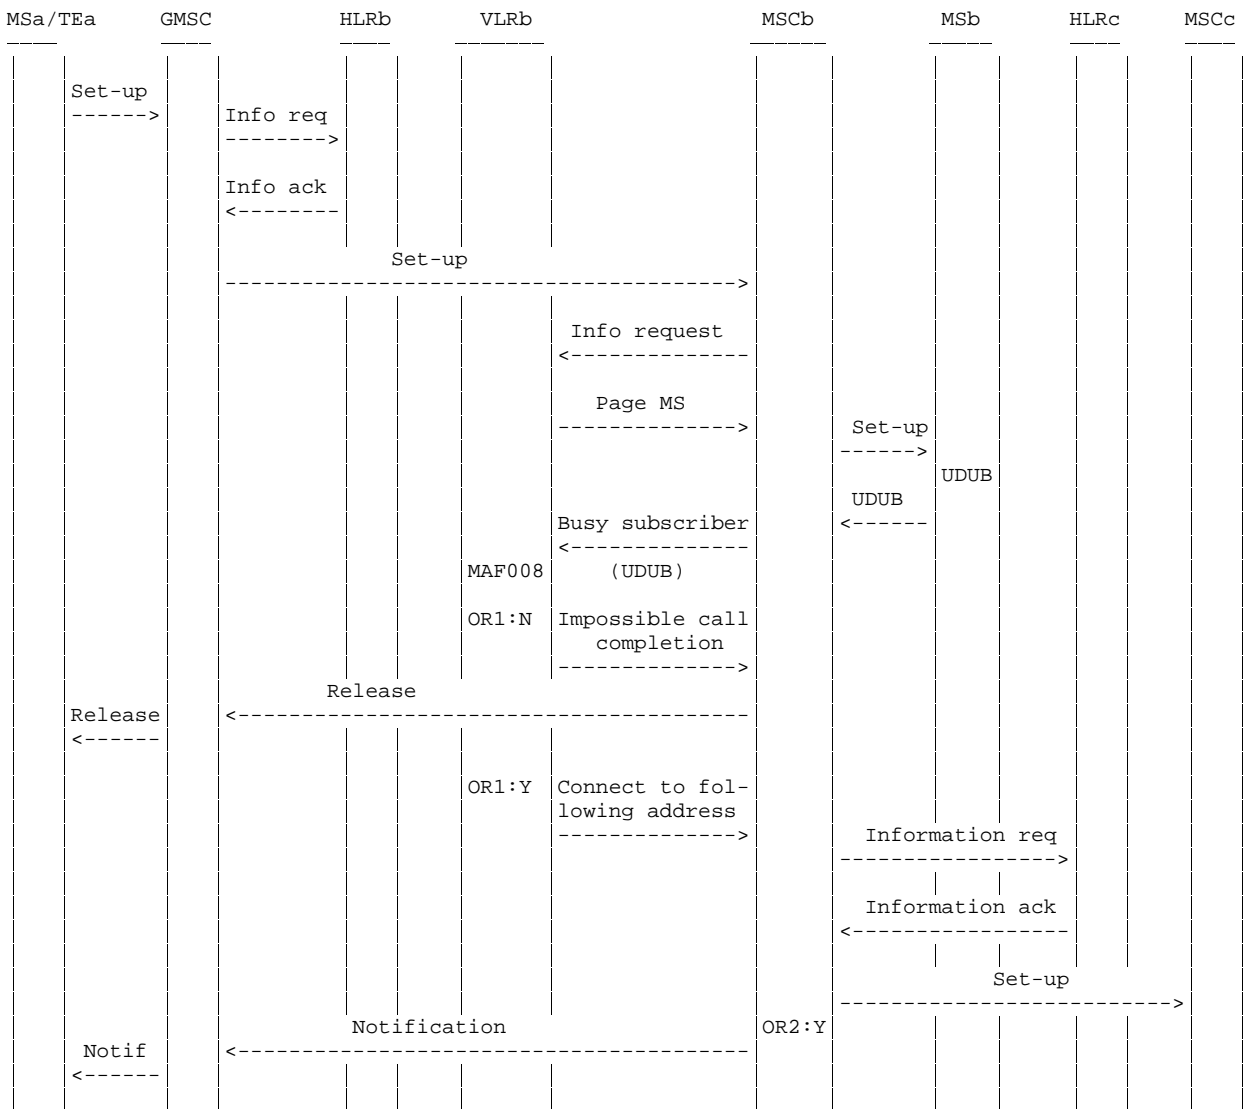 MSa/TEa GMSC HLRb VLRb MSCb MSb HLRc MSCc
Set-up
------> Info req
-------->
Info ack
<--------
Set-up
---------------------------------------->
Info request
<--------------
Page MS
--------------> Set-up
------>
UDUB
UDUB
Busy subscriber <------
<--------------
MAF008 (UDUB)
OR1:N Impossible call
completion
-------------->
Release
Release <----------------------------------------
<------
OR1:Y Connect to fol-
lowing address
--------------> Information req
----------------->
Information ack
<-----------------
Set-up
-------------------------->
Notification OR2:Y
Notif <----------------------------------------
<------